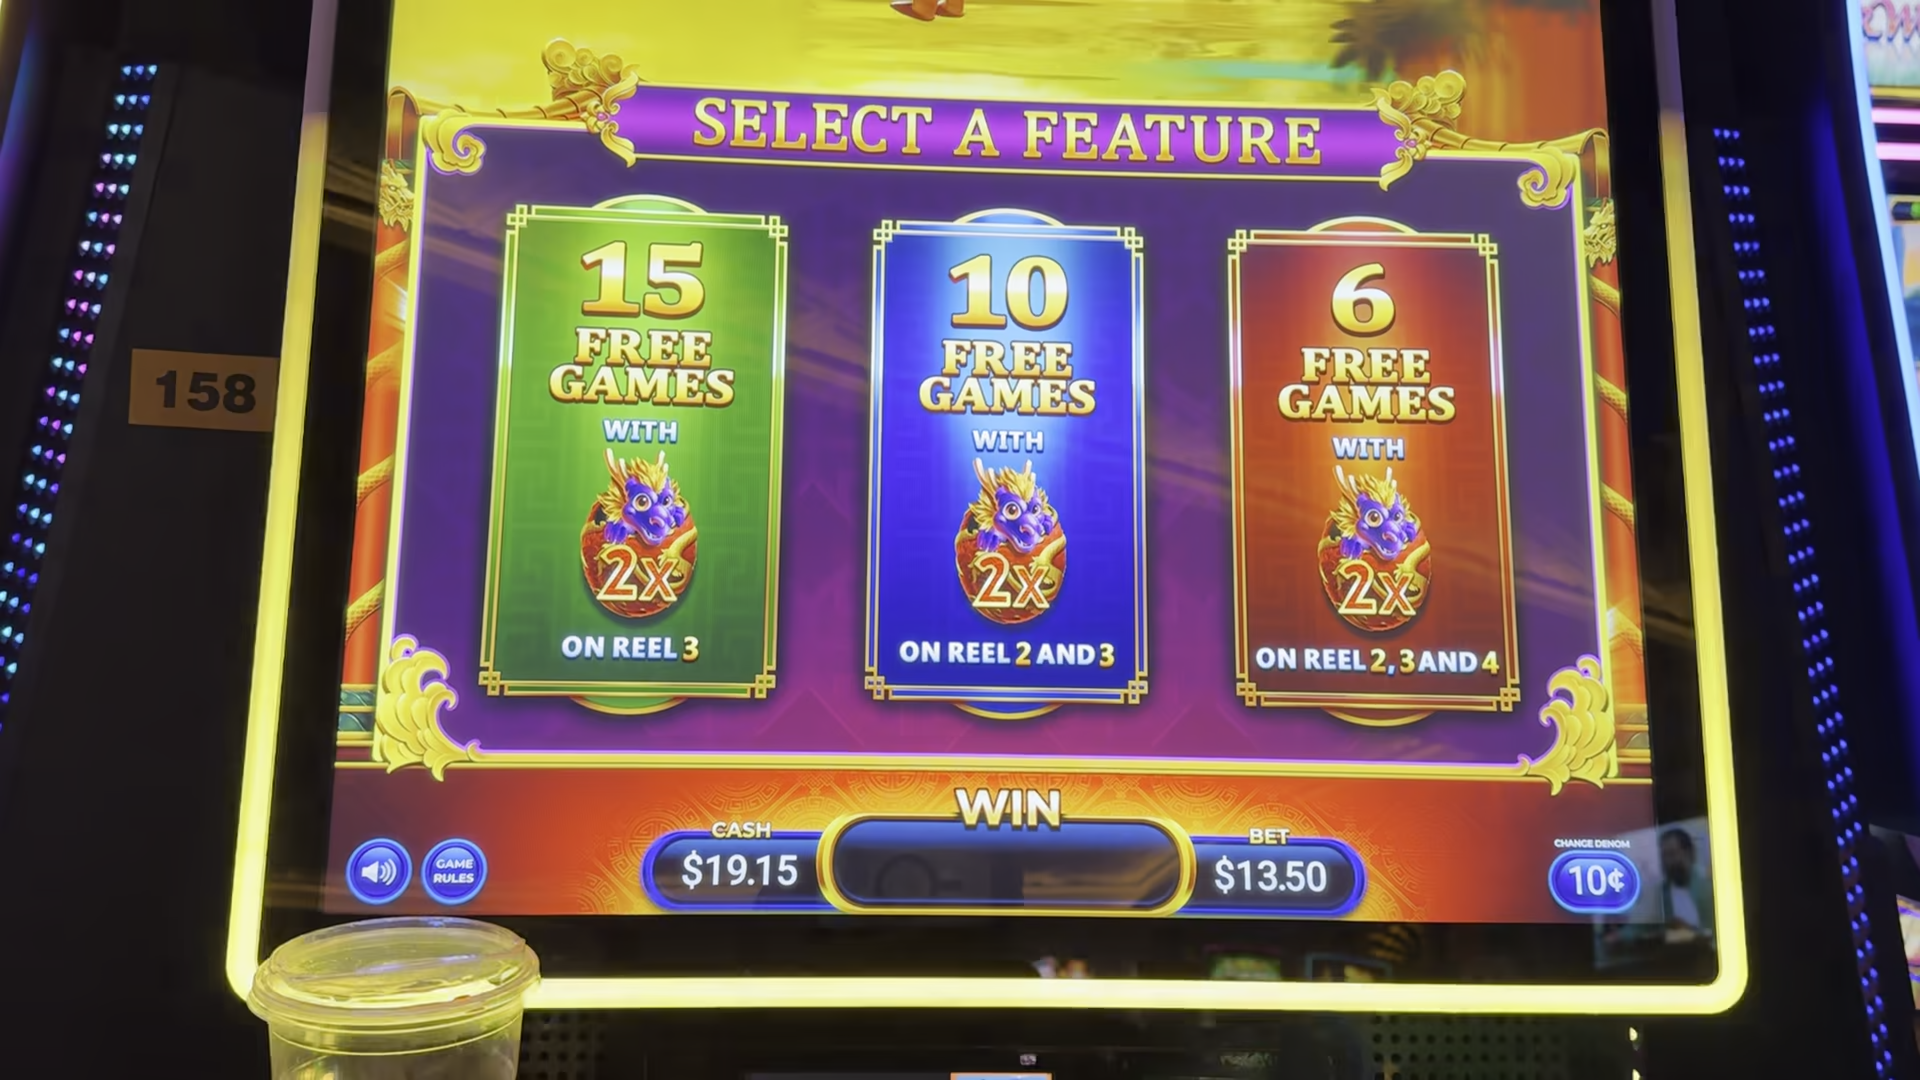 SELECT A FEATURE
15
FREE
GAMES
WITH
2x
ON REEL 3
10
FREE
GAMES
WITH
2x
ON REEL 2 AND 3
6
FREE
GAMES
WITH
2x
ON REEL 2, 3 AND 4
158
WIN
CASH
$19.15
BET
$13.50
GAME
RULES
CHANGE DENOM
10¢